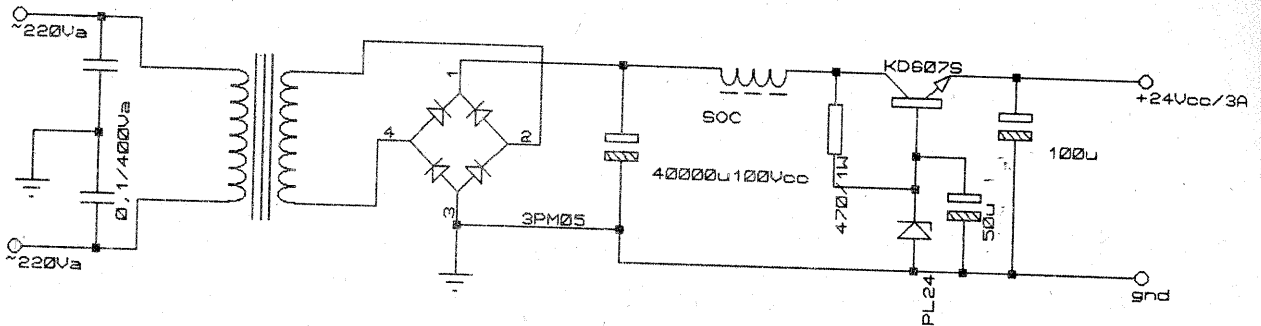 ~220Va
~220Va
0,1/400Va
1
2
3
4
3PM05
40000u100Vcc
SOC
470/1W
KD607S
PL24
50u
100u
+24Vcc/3A
gnd